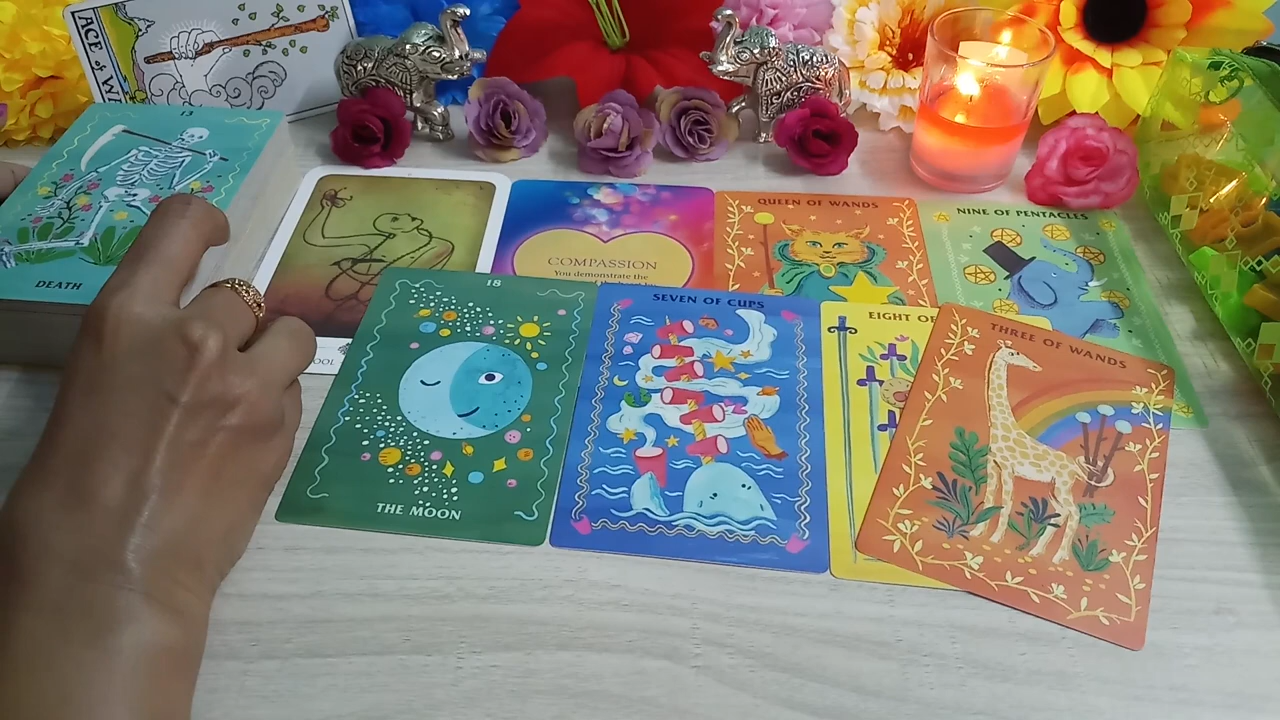 ACE of
13
DEATH
OOL
COMPASSION
You demonstrate the
QUEEN OF WANDS
NINE OF PENTACLES
18
THE MOON
SEVEN OF CUPS
EIGHT OF
THREE OF WANDS